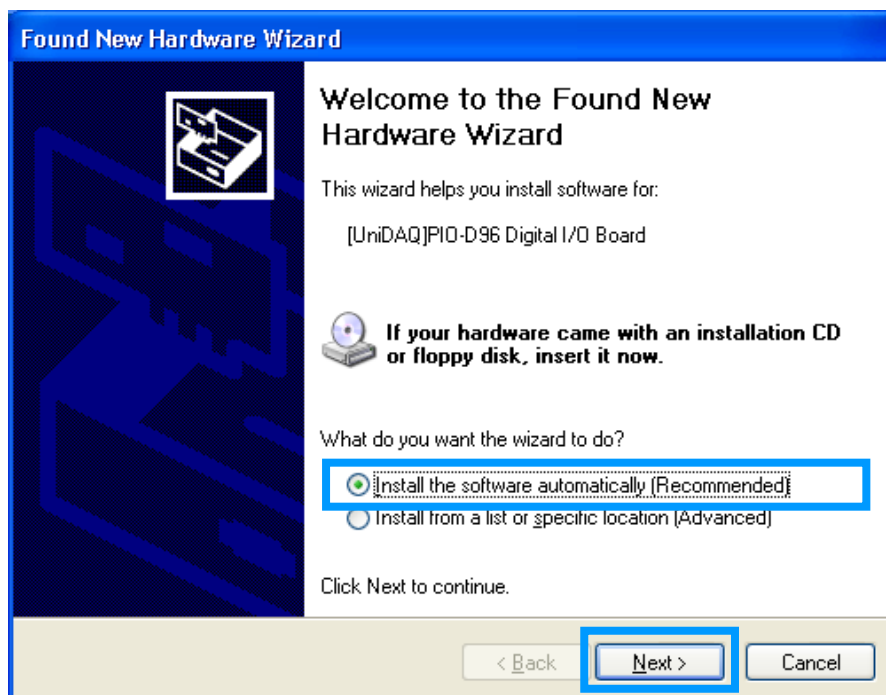 Found New Hardware Wizard
Welcome to the Found New
Hardware Wizard
This wizard helps you install software for:
[UniDAQ]PIO-D96 Digital I/O Board
If your hardware came with an installation CD
or floppy disk, insert it now.
What do you want the wizard to do?
Install the software automatically (Recommended)
Install from a list or specific location (Advanced)
Click Next to continue.
< Back Next > Cancel